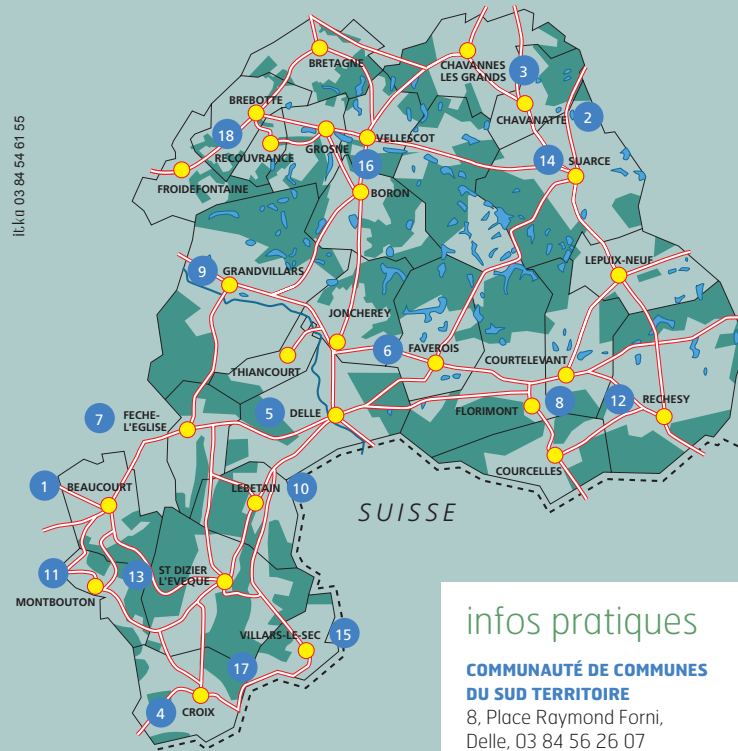 BRETAGNE
CHAVANNES
LES GRANDS
3
BREBOTTE
CHAVANATTE
2
18
GROSNE
VELLESCOT
RECOUVRANCE
16
14
SUARCE
FROIDEFONTAINE
BORON
9
GRANDVILLARS
LEPUIX-NEUF
JONCHEREY
6
FAVEROIS
THIANCOURT
COURTELEVANT
7
FECHE-
L'EGLISE
5
DELLE
FLORIMONT
8
12
RECHESY
COURCELLES
1
BEAUCOURT
LEBETAIN
10
SUISSE
11
13
ST DIZIER
L'EVEQUE
MONTBOUTON
VILLARS-LE-SEC
15
17
4
CROIX
infos pratiques
COMMUNAUTÉ DE COMMUNES
DU SUD TERRITOIRE
8, Place Raymond Forni,
Delle, 03 84 56 26 07
it.ka 03 84 54 61 55